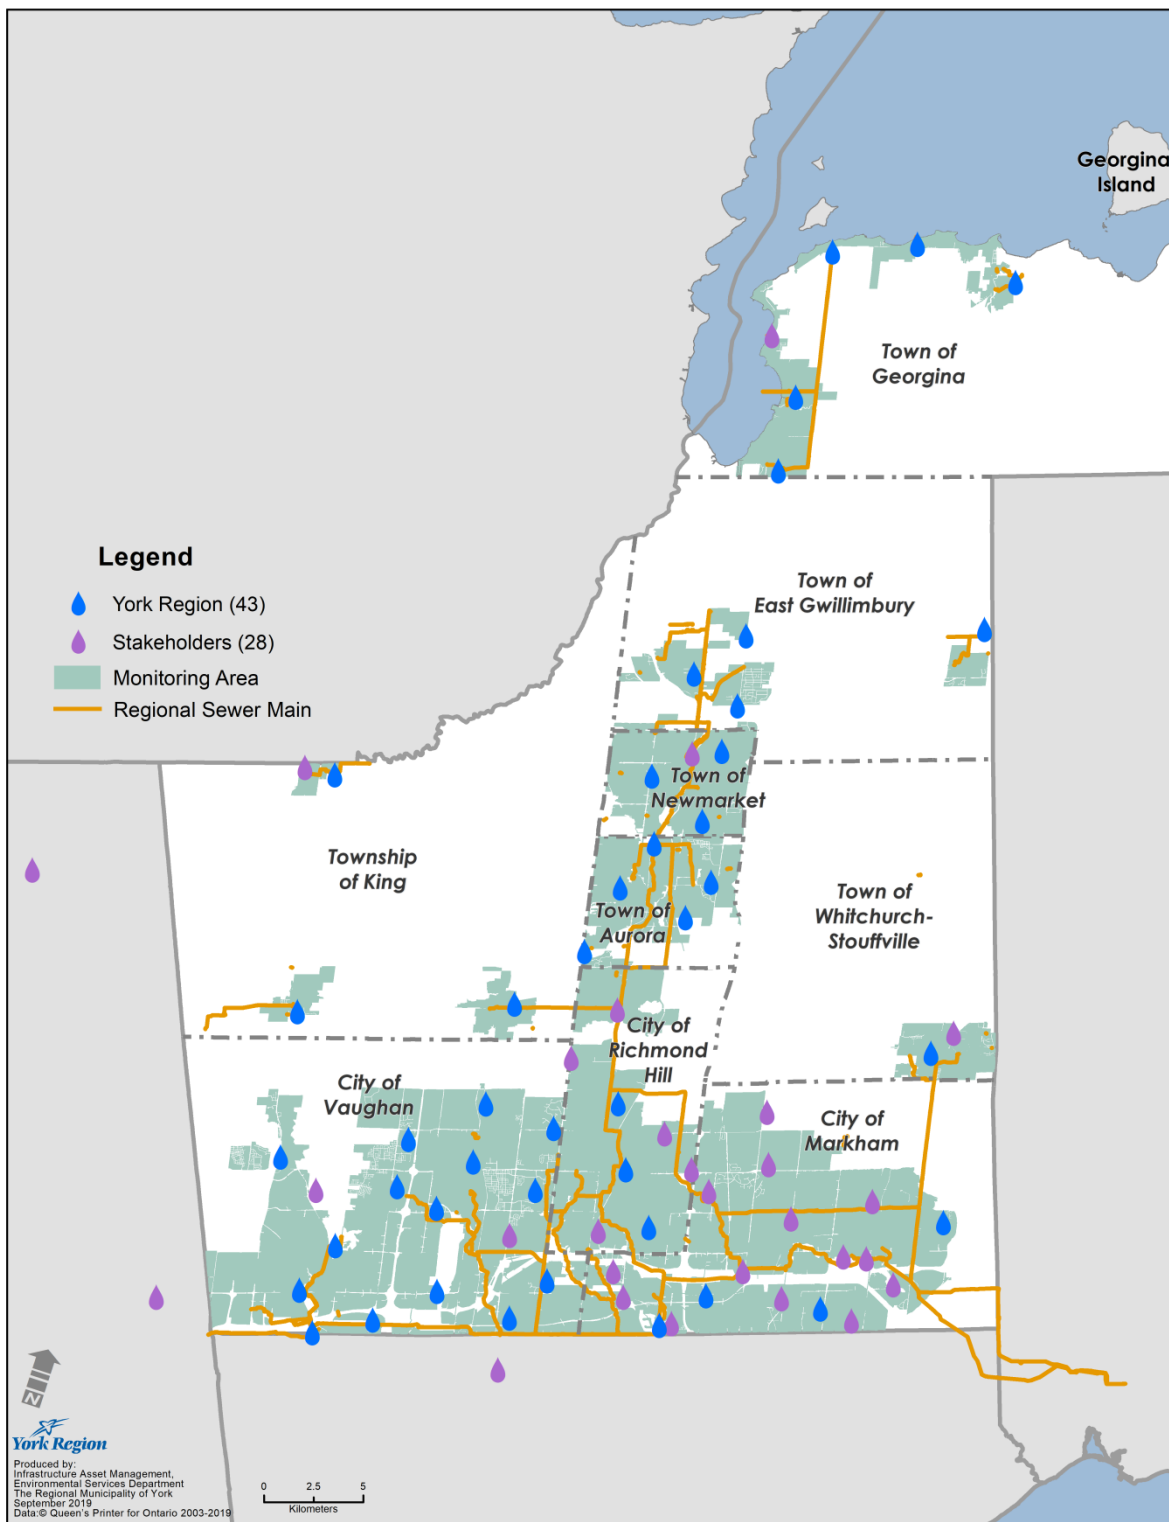 Georgina
Island
Town of
Georgina
Legend
York Region (43)
Stakeholders (28)
Monitoring Area
Regional Sewer Main
Town of
East Gwillimbury
Town of
Newmarket
Township
of King
Town of
Aurora
Town of
Whitchurch-
Stouffville
City of
Richmond
Hill
City of
Vaughan
City of
Markham
N
York Region
Produced by:
Infrastructure Asset Management,
Environmental Services Department
The Regional Municipality of York
September 2019
Data:© Queen's Printer for Ontario 2003-2019
0 2.5 5
Kilometers